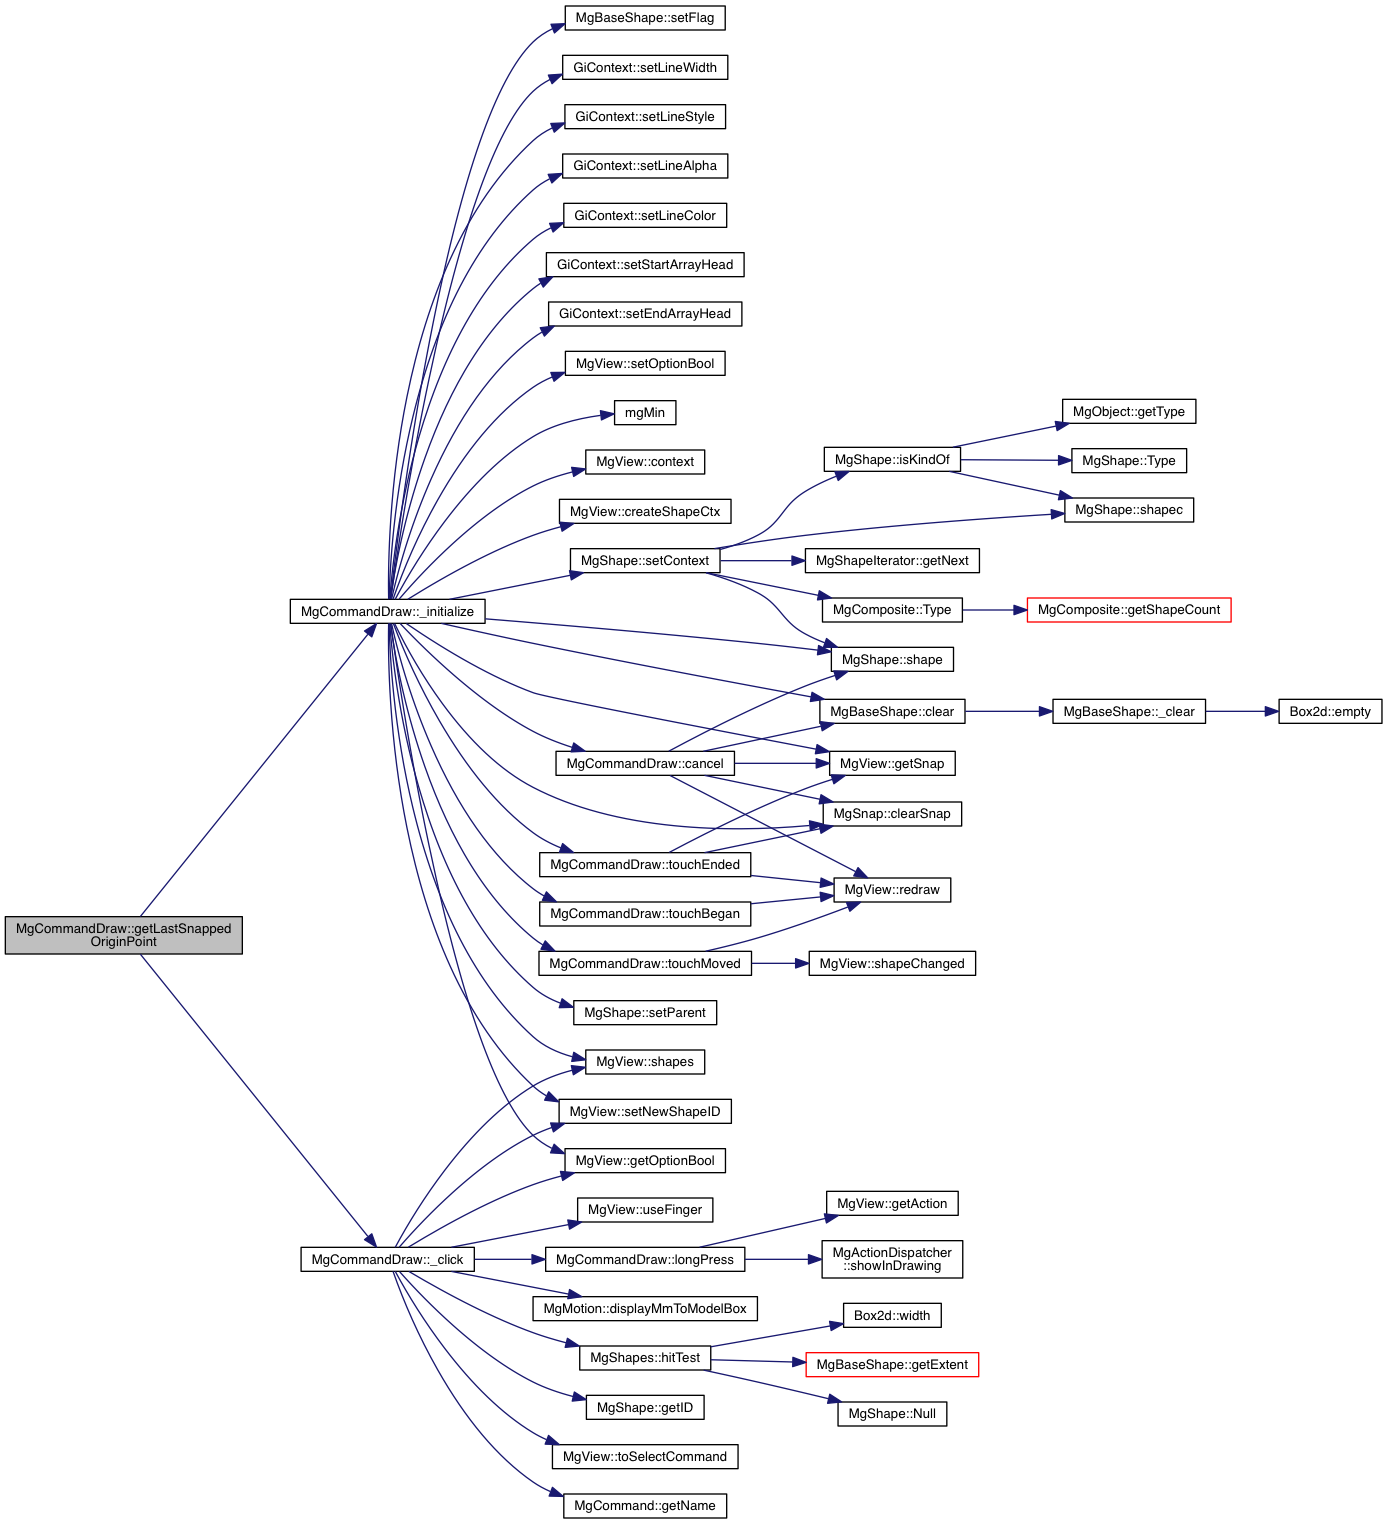 MgBaseShape::setFlag
GiContext::setLineWidth
GiContext::setLineStyle
GiContext::setLineAlpha
GiContext::setLineColor
GiContext::setStartArrayHead
GiContext::setEndArrayHead
MgView::setOptionBool
mgMin
MgView::context
MgView::createShapeCtx
MgShape::setContext
MgShape::isKindOf
MgObject::getType
MgShape::Type
MgShape::shapec
MgShapeIterator::getNext
MgComposite::Type
MgComposite::getShapeCount
MgCommandDraw::_initialize
MgShape::shape
MgBaseShape::clear
MgBaseShape::_clear
Box2d::empty
MgCommandDraw::cancel
MgView::getSnap
MgSnap::clearSnap
MgCommandDraw::touchEnded
MgView::redraw
MgCommandDraw::touchBegan
MgCommandDraw::getLastSnapped
OriginPoint
MgCommandDraw::touchMoved
MgView::shapeChanged
MgShape::setParent
MgView::shapes
MgView::setNewShapeID
MgView::getOptionBool
MgView::useFinger
MgView::getAction
MgCommandDraw::_click
MgCommandDraw::longPress
MgActionDispatcher
::showInDrawing
MgMotion::displayMmToModelBox
Box2d::width
MgShapes::hitTest
MgBaseShape::getExtent
MgShape::getID
MgShape::Null
MgView::toSelectCommand
MgCommand::getName